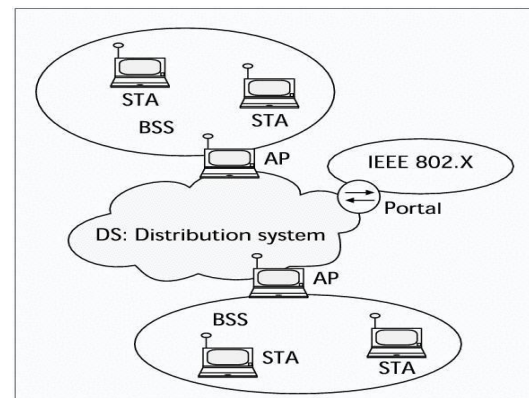 STA
STA
BSS
AP
IEEE 802.X
Portal
DS: Distribution system
AP
BSS
STA
STA